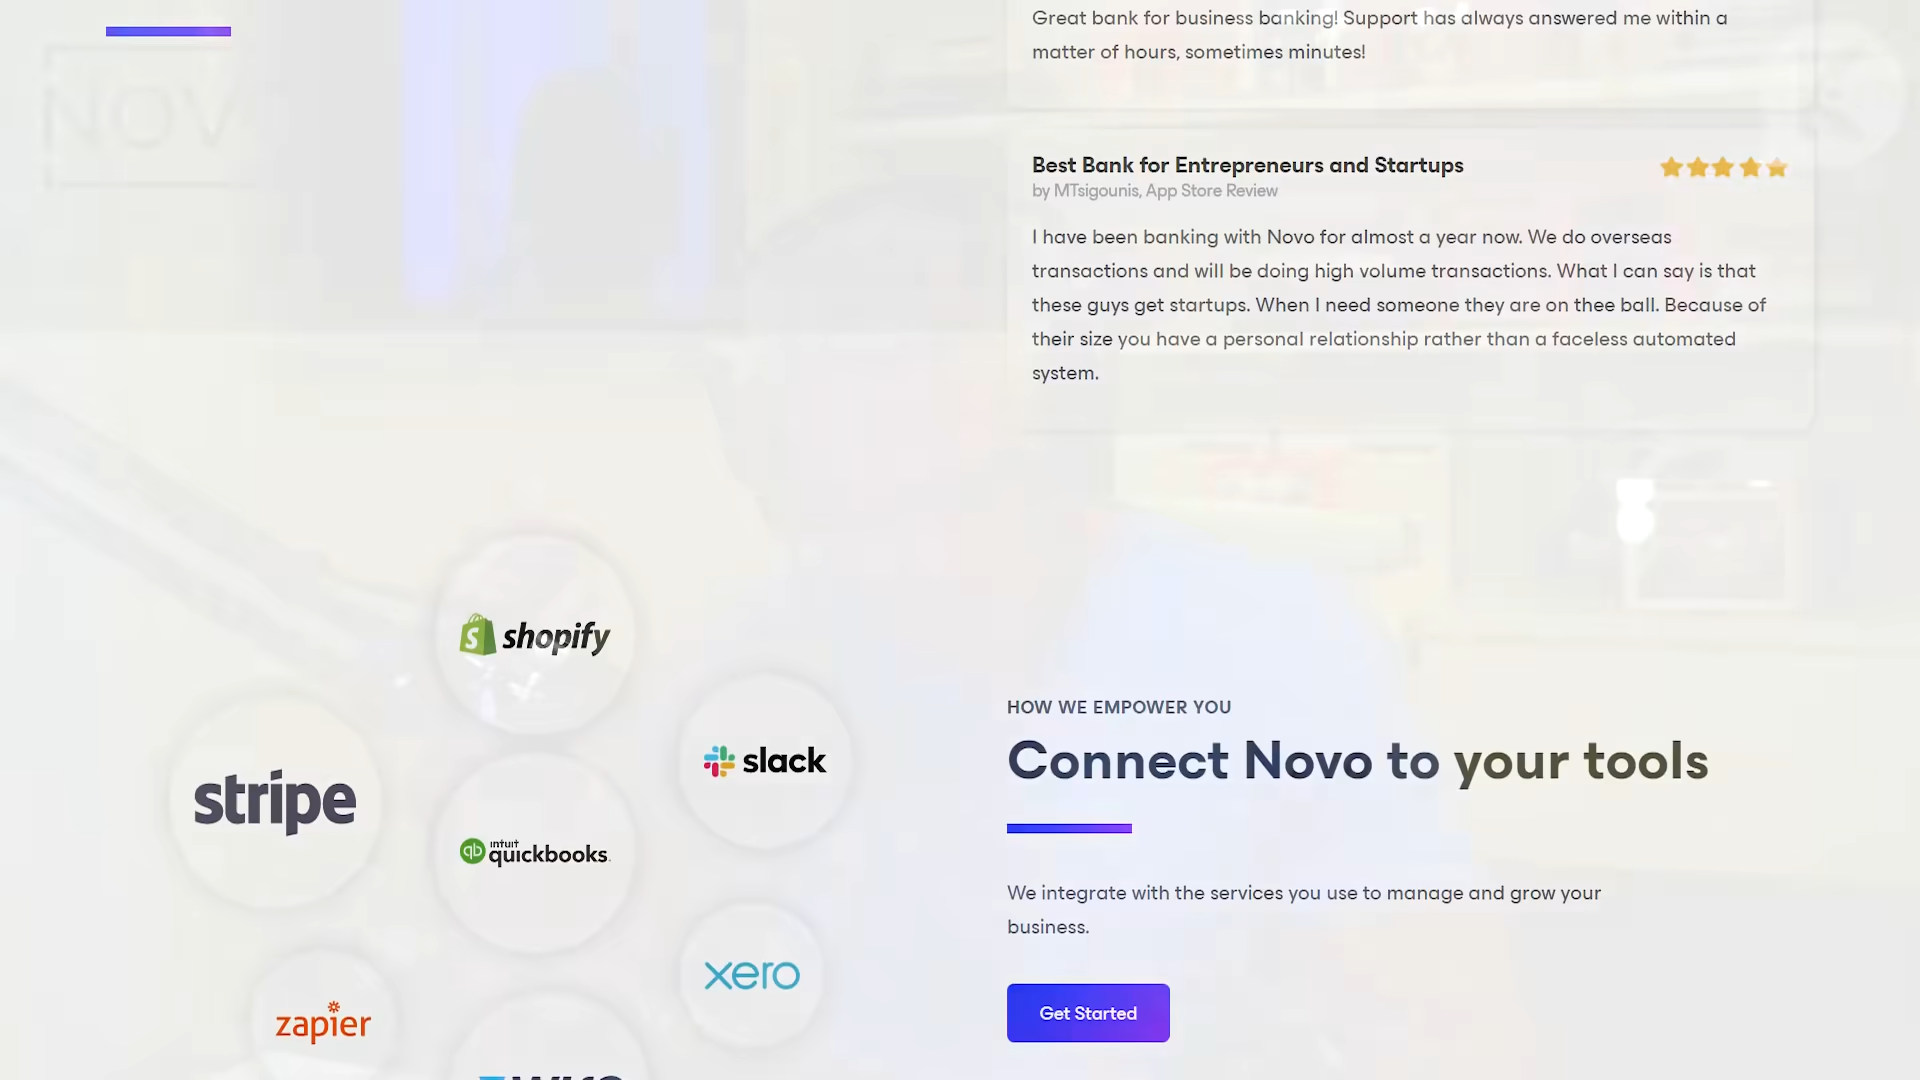 Great bank for business banking! Support has always answered me within a
matter of hours, sometimes minutes!
NOV
Best Bank for Entrepreneurs and Startups
by MTsigounis, App Store Review
I have been banking with Novo for almost a year now. We do overseas
transactions and will be doing high volume transactions. What I can say is that
these guys get startups. When I need someone they are on thee ball. Because of
their size you have a personal relationship rather than a faceless automated
system.
shopify
slack
stripe
intuit
quickbooks.
xero
zapier
HOW WE EMPOWER YOU
Connect Novo to your tools
We integrate with the services you use to manage and grow your
business.
Get Started